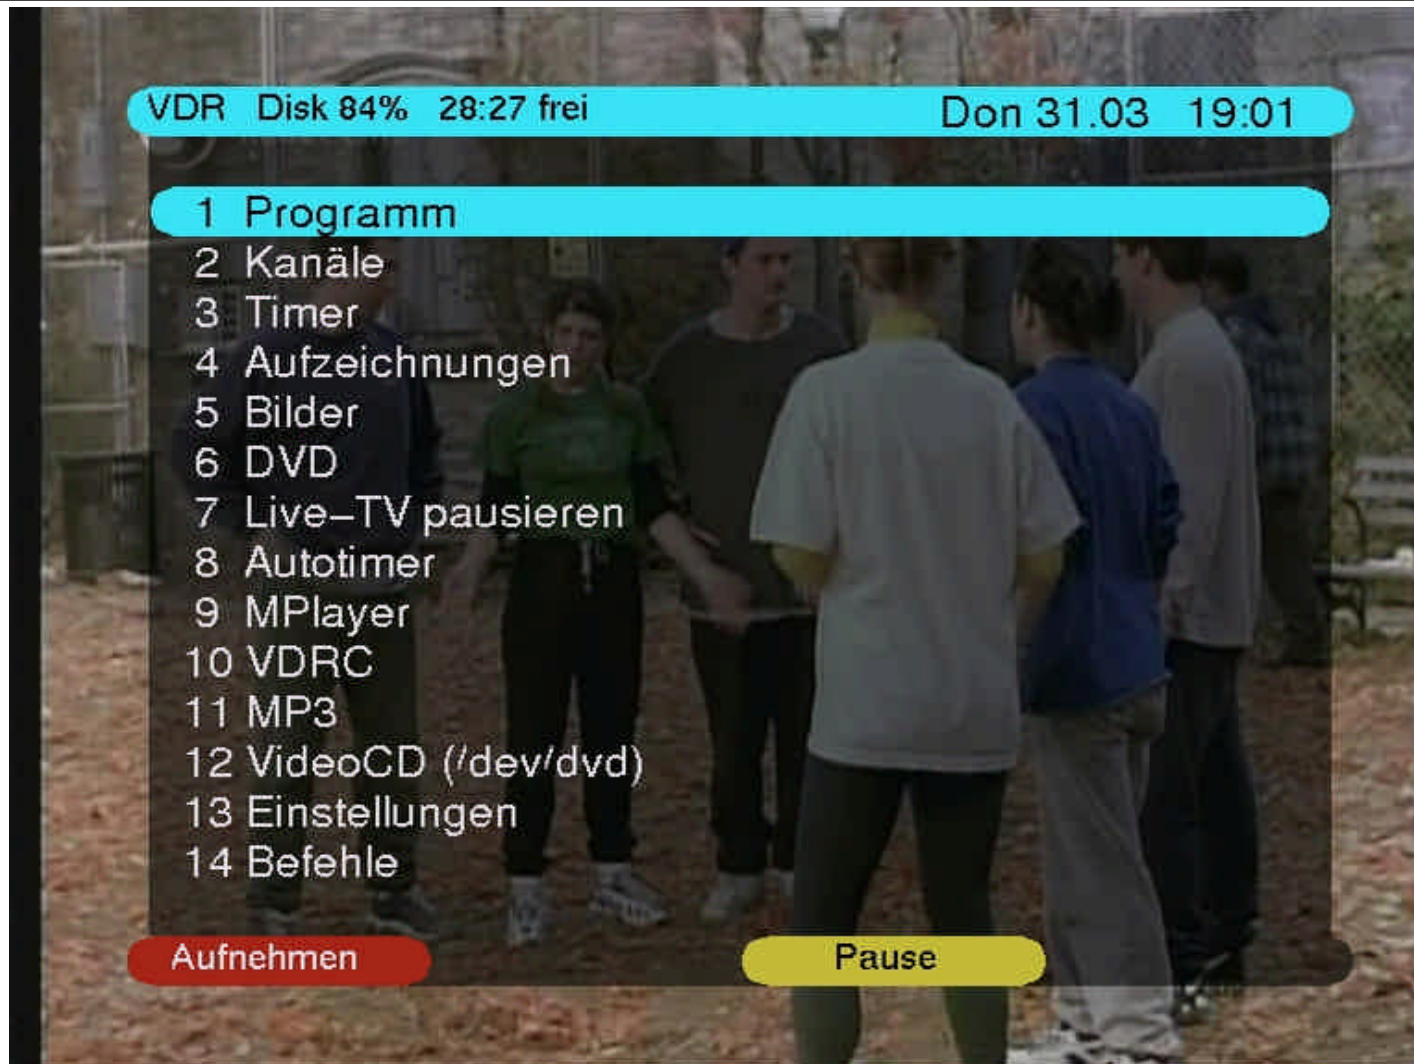 VDR Disk 84% 28:27 frei Don 31.03 19:01
1 Programm
2 Kanäle
3 Timer
4 Aufzeichnungen
5 Bilder
6 DVD
7 Live–TV pausieren
8 Autotimer
9 MPlayer
10 VDRC
11 MP3
12 VideoCD (/dev/dvd)
13 Einstellungen
14 Befehle
Aufnehmen Pause